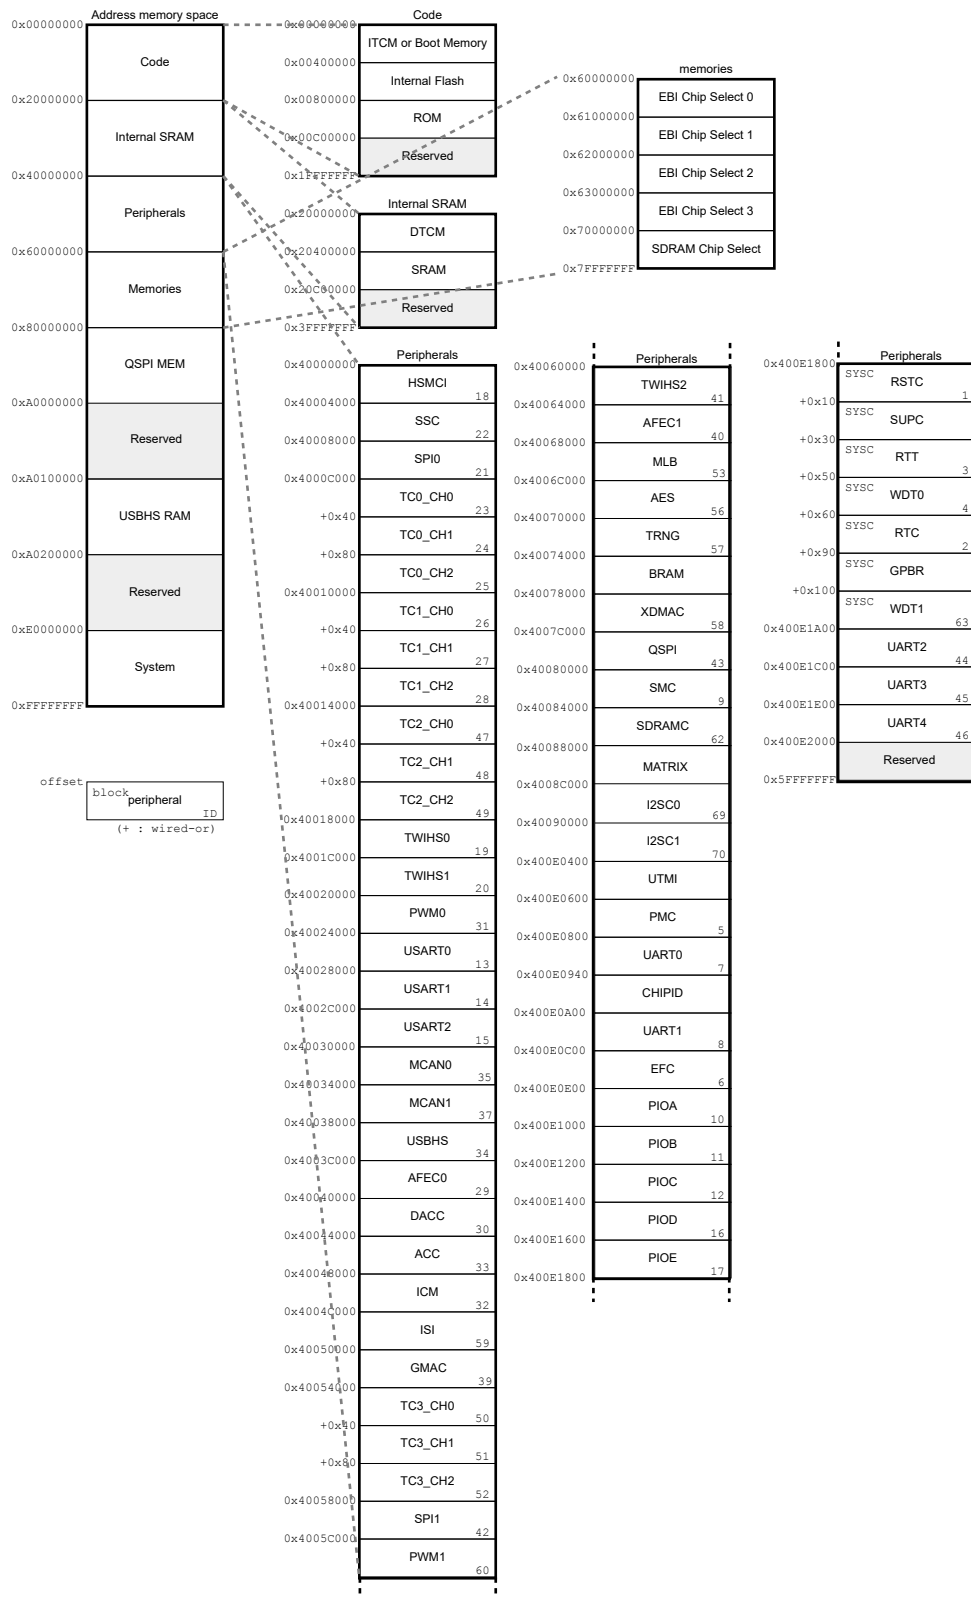 Address memory space
0x00000000
Code
0x20000000
Internal SRAM
0x40000000
Peripherals
0x60000000
Memories
0x80000000
QSPI MEM
0xA0000000
Reserved
0xA0100000
USBHS RAM
0xA0200000
Reserved
0xE0000000
System
0xFFFFFFFF
offset
block
peripheral
ID
(+ : wired-or)
Code
0x00000000
ITCM or Boot Memory
0x00400000
Internal Flash
0x00800000
ROM
0x00C00000
Reserved
0x1FFFFFFF
Internal SRAM
0x20000000
DTCM
0x20400000
SRAM
0x20C00000
Reserved
0x3FFFFFFF
Peripherals
0x40000000
HSMCI
18
0x40004000
SSC
22
0x40008000
SPI0
21
0x4000C000
TC0_CH0
23
+0x40
TC0_CH1
24
+0x80
TC0_CH2
25
0x40010000
TC1_CH0
26
+0x40
TC1_CH1
27
+0x80
TC1_CH2
28
0x40014000
TC2_CH0
47
+0x40
TC2_CH1
48
+0x80
TC2_CH2
49
0x40018000
TWIHS0
19
0x4001C000
TWIHS1
20
0x40020000
PWM0
31
0x40024000
USART0
13
0x40028000
USART1
14
0x4002C000
USART2
15
0x40030000
MCAN0
35
0x40034000
MCAN1
37
0x40038000
USBHS
34
0x4003C000
AFEC0
29
0x40040000
DACC
30
0x40044000
ACC
33
0x40048000
ICM
32
0x4004C000
ISI
59
0x40050000
GMAC
39
0x40054000
TC3_CH0
50
+0x40
TC3_CH1
51
+0x80
TC3_CH2
52
0x40058000
SPI1
42
0x4005C000
PWM1
60
memories
0x60000000
EBI Chip Select 0
0x61000000
EBI Chip Select 1
0x62000000
EBI Chip Select 2
0x63000000
EBI Chip Select 3
0x70000000
SDRAM Chip Select
0x7FFFFFFF
Peripherals
0x40060000
TWIHS2
41
0x40064000
AFEC1
40
0x40068000
MLB
53
0x4006C000
AES
56
0x40070000
TRNG
57
0x40074000
BRAM
0x40078000
XDMAC
58
0x4007C000
QSPI
43
0x40080000
SMC
9
0x40084000
SDRAMC
62
0x40088000
MATRIX
0x4008C000
I2SC0
69
0x40090000
I2SC1
70
0x400E0400
UTMI
0x400E0600
PMC
5
0x400E0800
UART0
7
0x400E0940
CHIPID
0x400E0A00
UART1
8
0x400E0C00
EFC
6
0x400E0E00
PIOA
10
0x400E1000
PIOB
11
0x400E1200
PIOC
12
0x400E1400
PIOD
16
0x400E1600
PIOE
17
0x400E1800
Peripherals
0x400E1800
SYSC
RSTC
1
+0x10
SYSC
SUPC
+0x30
SYSC
RTT
3
+0x50
SYSC
WDT0
4
+0x60
SYSC
RTC
2
+0x90
SYSC
GPBR
+0x100
SYSC
WDT1
63
0x400E1A00
UART2
44
0x400E1C00
UART3
45
0x400E1E00
UART4
46
0x400E2000
Reserved
0x5FFFFFFF